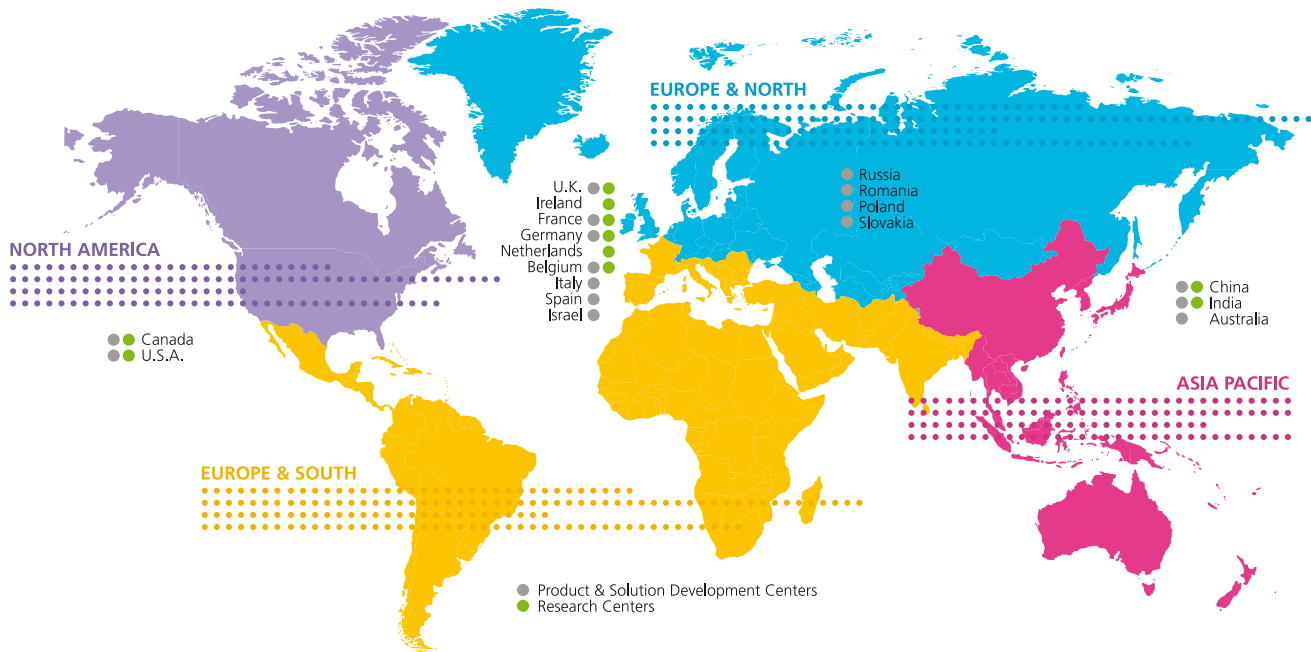 EUROPE & NORTH
U.K.
Ireland
France
Germany
Netherlands
Belgium
Italy
Spain
Israel
Russia
Romania
Poland
Slovakia
NORTH AMERICA
Canada
U.S.A.
China
India
Australia
ASIA PACIFIC
EUROPE & SOUTH
Product & Solution Development Centers
Research Centers